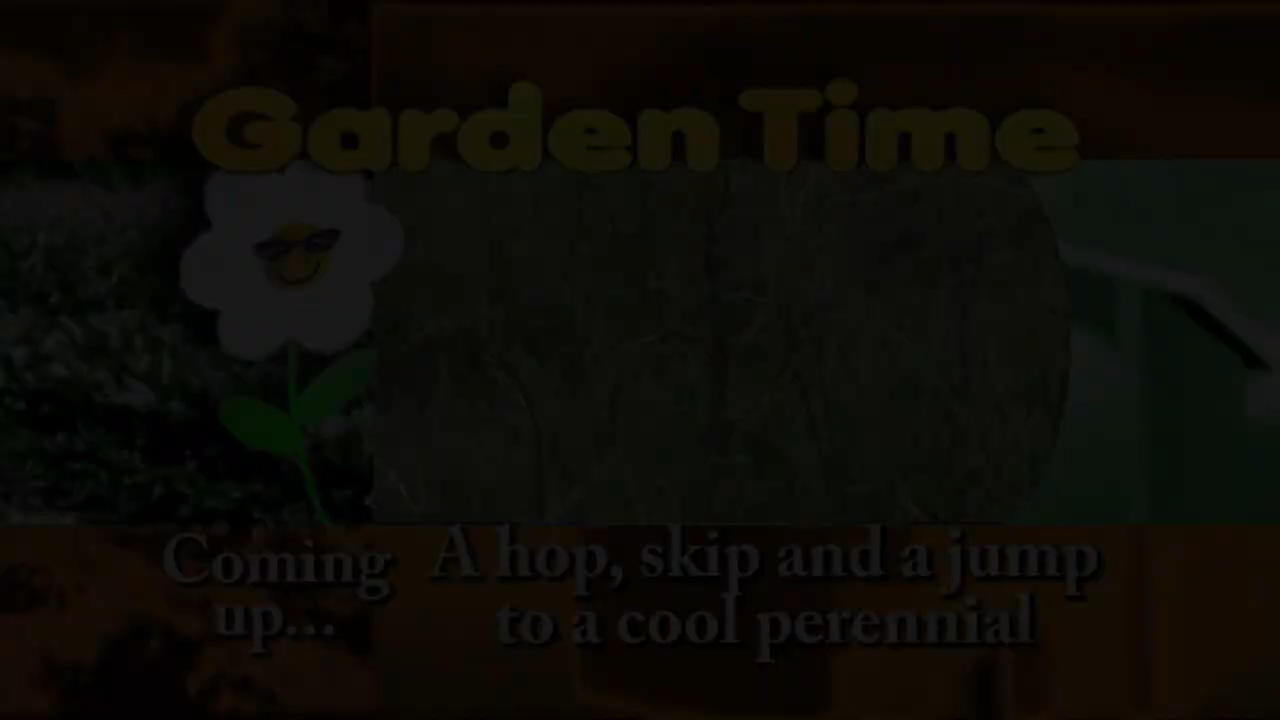 Garden Time
Coming
up...
A hop, skip and a jump
to a cool perennial